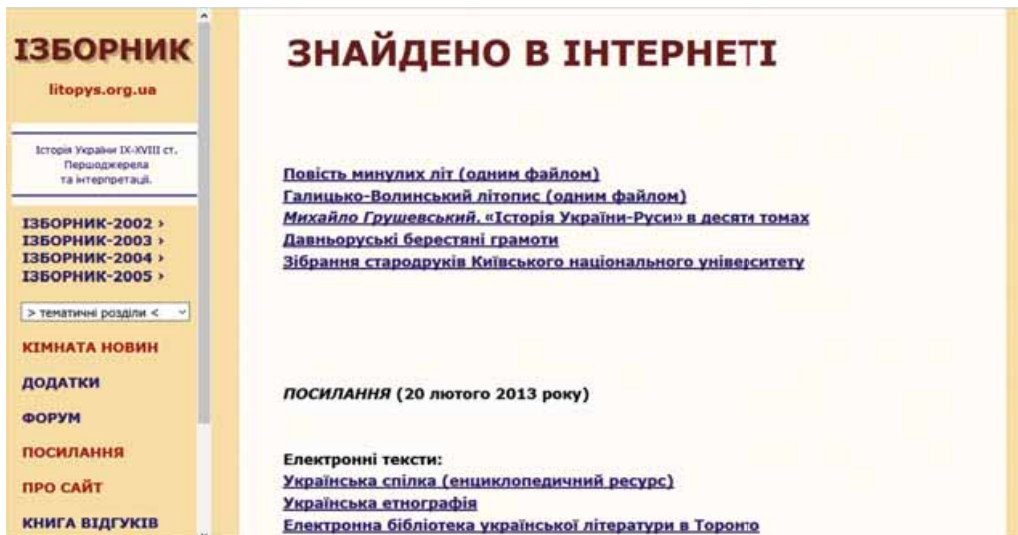 ІЗБОРНИК
litopys.org.ua
Історія України IX-XVIII ст.
Першоджерела
та інтерпретації.
ІЗБОРНИК-2002 ›
ІЗБОРНИК-2003 ›
ІЗБОРНИК-2004 ›
ІЗБОРНИК-2005 ›
> тематичні розділи <
КІМНАТА НОВИН
ДОДАТКИ
ФОРУМ
ПОСИЛАННЯ
ПРО САЙТ
КНИГА ВІДГУКІВ
ЗНАЙДЕНО В ІНТЕРНЕТІ
Повість минулих літ (одним файлом)
Галицько-Волинський літопис (одним файлом)
Михайло Грушевський. «Історія України-Руси» в десяти томах
Давньоруські берестяні грамоти
Зібрання стародруків Київського національного університету
ПОСИЛАННЯ (20 лютого 2013 року)
Електронні тексти:
Українська спілка (енциклопедичний ресурс)
Українська етнографія
Електронна бібліотека української літератури в Торонто